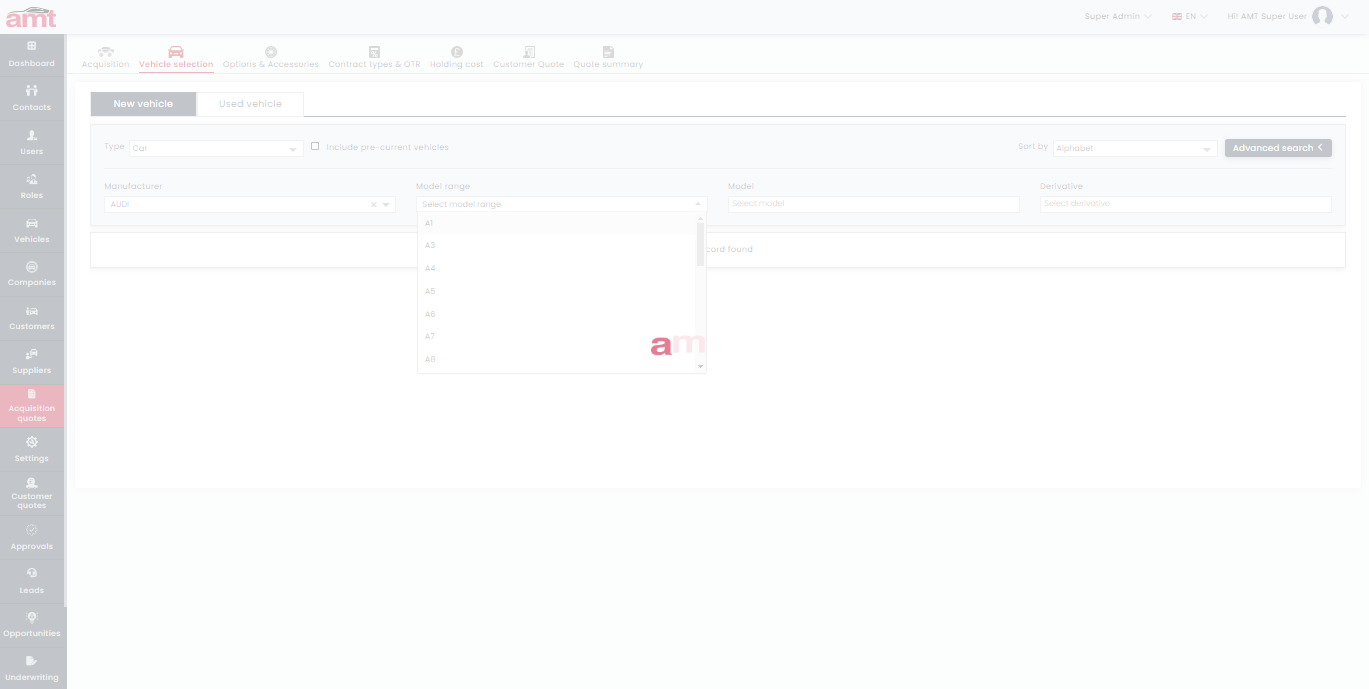 amt
Super Admin
EN
Hi! AMT Super User
Dashboard
Contacts
Users
Roles
Vehicles
Companies
Customers
Suppliers
Acquisition
quotes
Settings
Customer
quotes
Approvals
Leads
Opportunities
Underwriting
Acquisition
Vehicle selection
Options & Accessories
Contract types & OTR
Holding cost
Customer Quote
Quote summary
New vehicle
Used vehicle
Type
Car
Include pre-current vehicles
Sort by
Alphabet
Advanced search
Manufacturer
Model range
Model
Derivative
AUDI
Select model range
Select model
Select derivative
A1
A3
A4
A5
A6
A7
A8
found
am